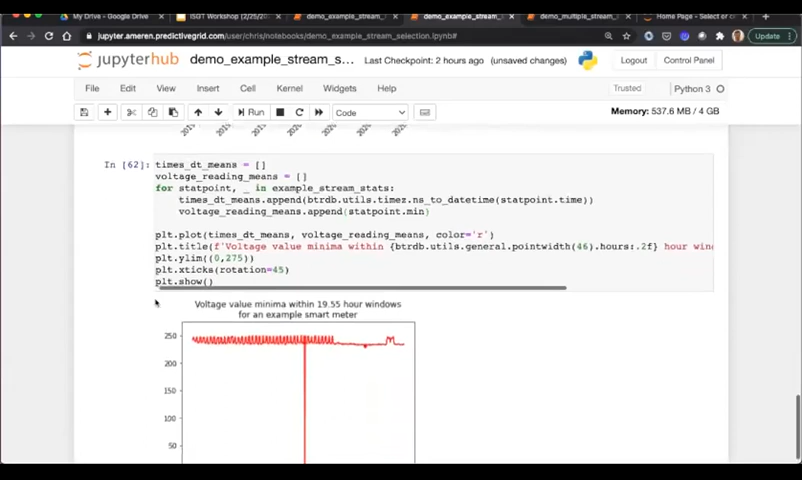 My Drive - Google Drive
ISGT Workshop (2/25/20
demo_example_stream_
demo_example_stream_
demo_multiple_stream_
Home Page - Select or c
jupyter.ameren.predictivegrid.com/user/chris/notebooks/demo_example_stream_selection.ipynb#
Update
jupyterhub
demo_example_stream_s...
Last Checkpoint: 2 hours ago (unsaved changes)
Logout
Control Panel
File Edit View Insert Cell Kernel Widgets Help
Trusted
Python 3
Run
Code
Memory: 537.6 MB / 4 GB
In [62]:
times_dt_means = []
voltage_reading_means = []
for statpoint, _ in example_stream_stats:
times_dt_means.append(btrdb.utils.timez.ns_to_datetime(statpoint.time))
voltage_reading_means.append(statpoint.min)
plt.plot(times_dt_means, voltage_reading_means, color='r')
plt.title(f'Voltage value minima within {btrdb.utils.general.pointwidth(46).hours:.2f} hour win
plt.ylim((0,275))
plt.xticks(rotation=45)
plt.show()
Voltage value minima within 19.55 hour windows
for an example smart meter
250
200
150
100
50